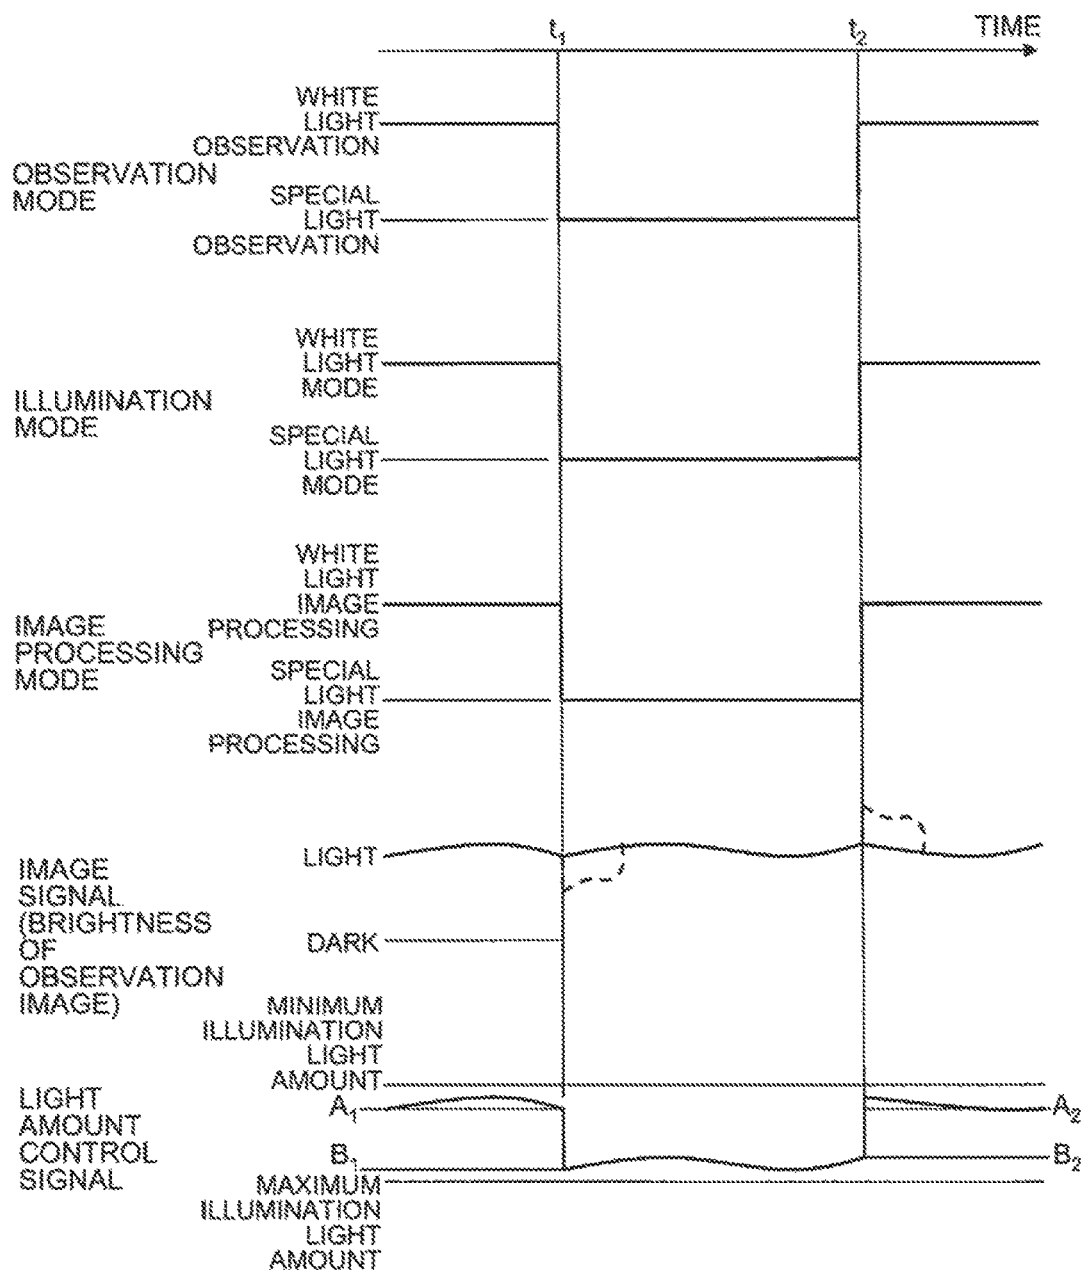 t1
t2
TIME
WHITE
LIGHT
OBSERVATION
OBSERVATION
MODE
SPECIAL
LIGHT
OBSERVATION
WHITE
LIGHT
MODE
ILLUMINATION
MODE
SPECIAL
LIGHT
MODE
WHITE
LIGHT
IMAGE
PROCESSING
IMAGE
PROCESSING
MODE
SPECIAL
LIGHT
IMAGE
PROCESSING
LIGHT
IMAGE
SIGNAL
(BRIGHTNESS
OF
OBSERVATION
IMAGE)
DARK
MINIMUM
ILLUMINATION
LIGHT
AMOUNT
LIGHT
AMOUNT
CONTROL
SIGNAL
A1
A2
B1
B2
MAXIMUM
ILLUMINATION
LIGHT
AMOUNT